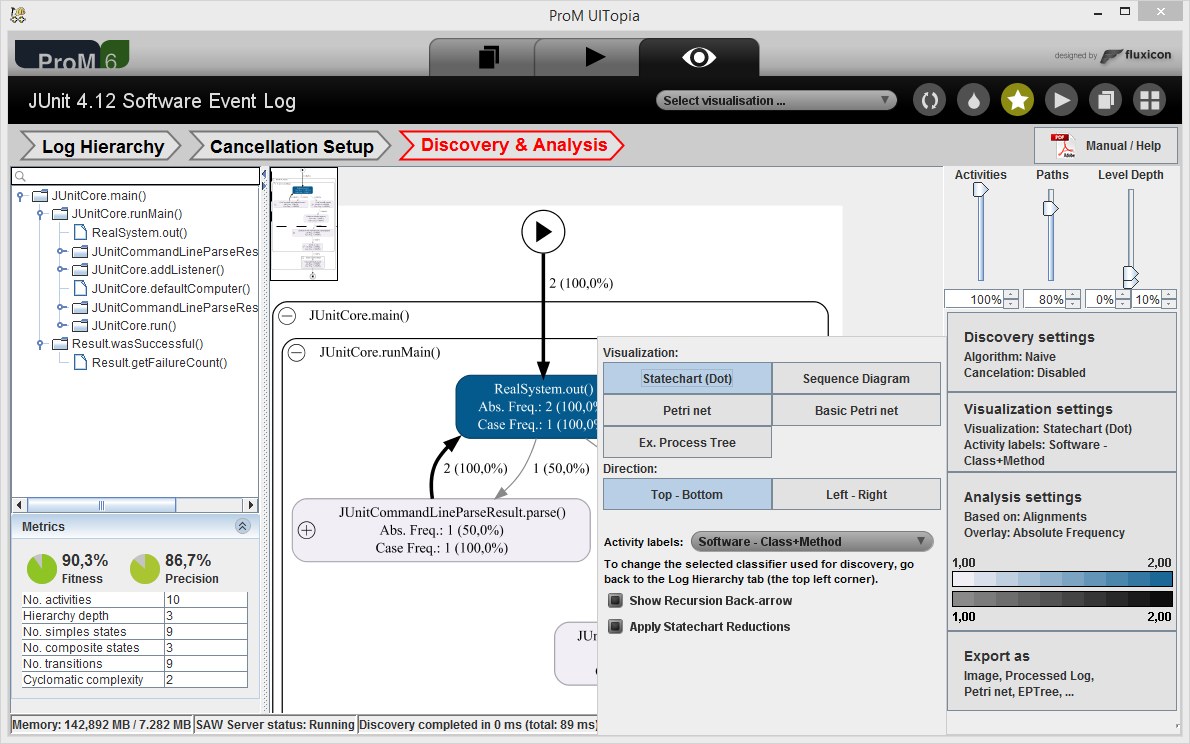 ProM UITopia
ProM 6
designed by fluxicon
JUnit 4.12 Software Event Log
Select visualisation ...
Log Hierarchy
Cancellation Setup
Discovery & Analysis
PDF
Adobe
Manual / Help
JUnitCore.main()
JUnitCore.runMain()
RealSystem.out()
JUnitCommandLineParseRes
JUnitCore.addListener()
JUnitCore.defaultComputer()
JUnitCommandLineParseRes
JUnitCore.run()
Result.wasSuccessful()
Result.getFailureCount()
Metrics
90,3%
Fitness
86,7%
Precision
No. activities 10
Hierarchy depth 3
No. simples states 9
No. composite states 3
No. transitions 9
Cyclomatic complexity 2
2 (100,0%)
JUnitCore.main()
JUnitCore.runMain()
RealSystem.out()
Abs. Freq.: 2 (100,0%
Case Freq.: 1 (100,0%
2 (100,0%)
1 (50,0%)
JUnitCommandLineParseResult.parse()
Abs. Freq.: 1 (50,0%)
Case Freq.: 1 (100,0%)
JUn
Visualization:
Statechart (Dot)
Sequence Diagram
Petri net
Basic Petri net
Ex. Process Tree
Direction:
Top - Bottom
Left - Right
Activity labels:
Software - Class+Method
To change the selected classifier used for discovery, go
back to the Log Hierarchy tab (the top left corner).
Show Recursion Back-arrow
Apply Statechart Reductions
Activities
Paths
Level Depth
100%
80%
0%
10%
Discovery settings
Algorithm: Naive
Cancelation: Disabled
Visualization settings
Visualization: Statechart (Dot)
Activity labels: Software -
Class+Method
Analysis settings
Based on: Alignments
Overlay: Absolute Frequency
1,00 2,00
1,00 2,00
Export as
Image, Processed Log,
Petri net, EPTree, ...
Memory: 142,892 MB / 7.282 MB
SAW Server status: Running
Discovery completed in 0 ms (total: 89 ms)